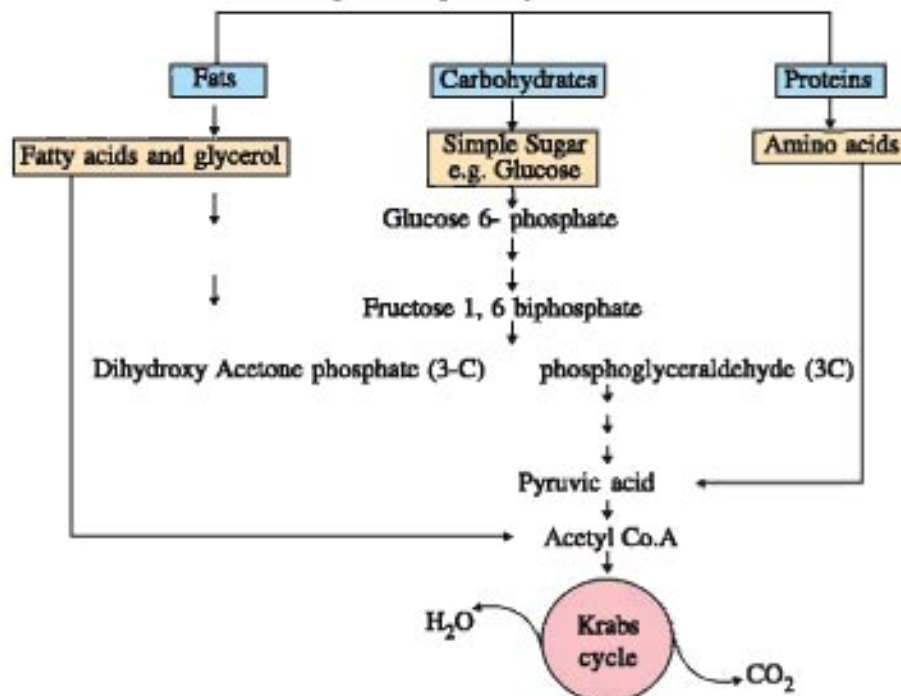 Fats
Carbohydrates
Proteins
Fatty acids and glycerol
Simple Sugar
e.g. Glucose
Amino acids
Glucose 6- phosphate
Fructose 1, 6 biphosphate
Dihydroxy Acetone phosphate (3-C)
phosphoglyceraldehyde (3C)
Pyruvic acid
Acetyl Co.A
H₂O
Krabs
cycle
CO₂